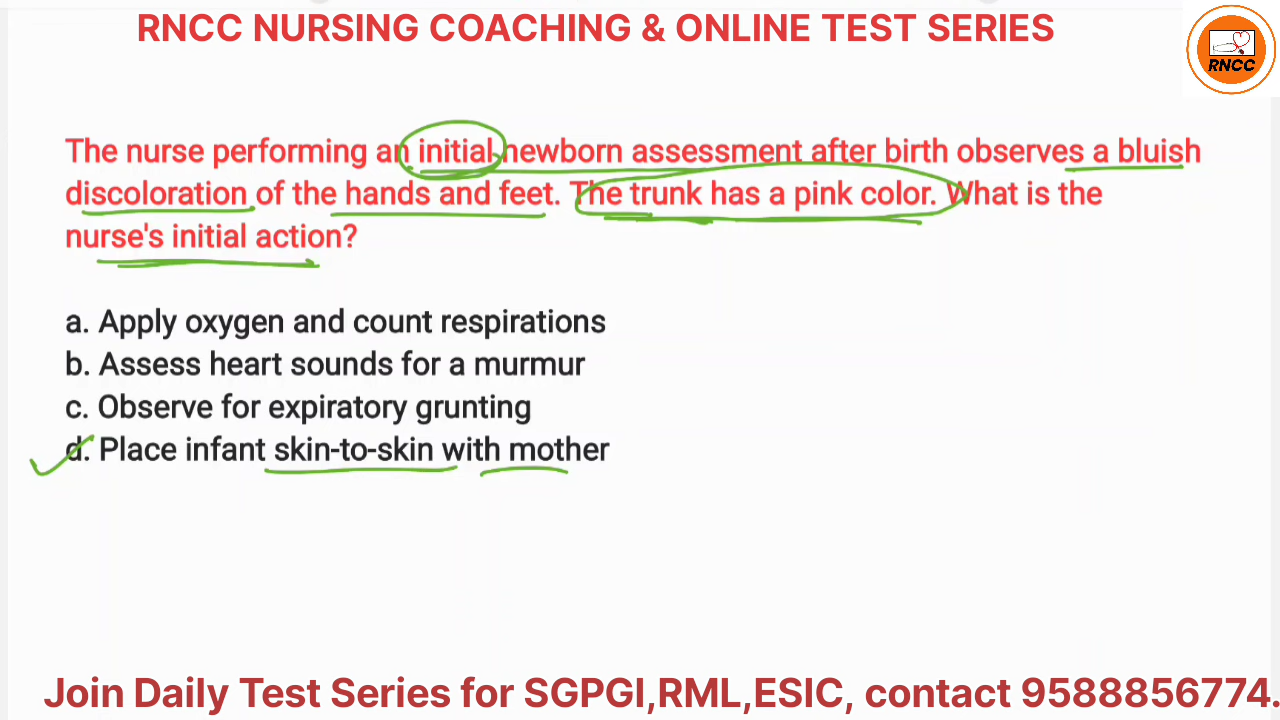 RNCC NURSING COACHING & ONLINE TEST SERIES
RNCC
The nurse performing an initial newborn assessment after birth observes a bluish
discoloration of the hands and feet. The trunk has a pink color. What is the
nurse's initial action?
a. Apply oxygen and count respirations
b. Assess heart sounds for a murmur
c. Observe for expiratory grunting
d. Place infant skin-to-skin with mother
Join Daily Test Series for SGPGI,RML,ESIC, contact 9588856774.